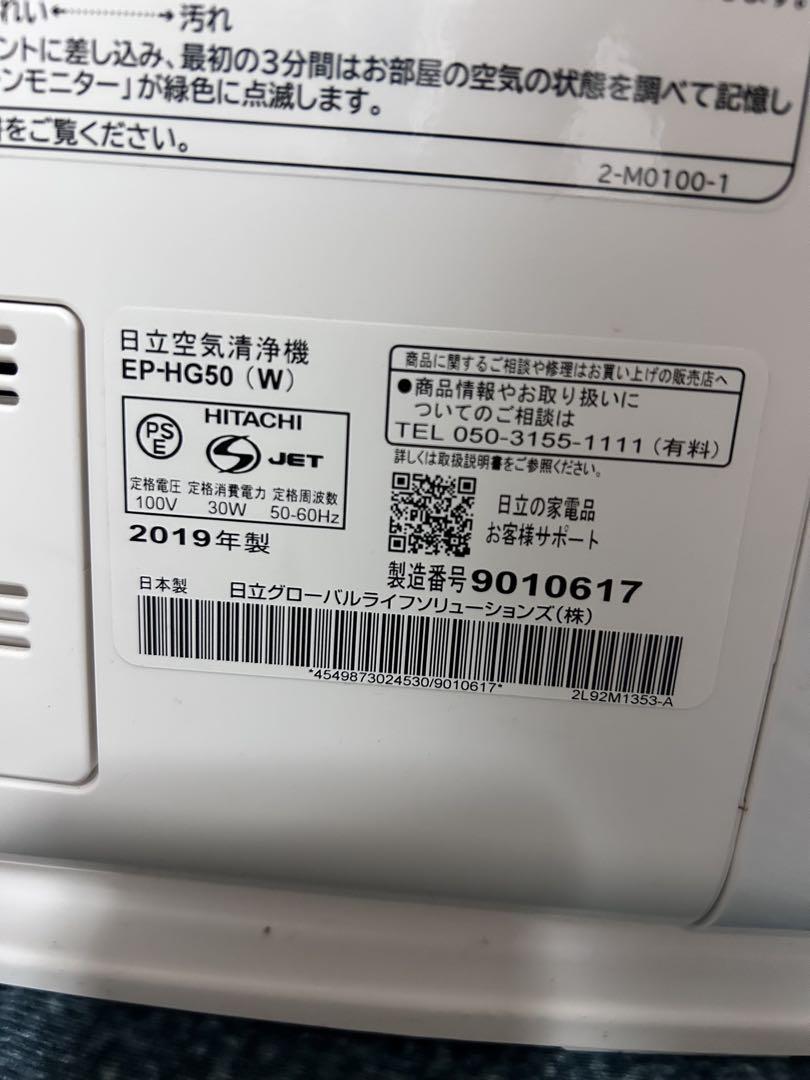 れい⟷汚れ
ントに差し込み、最初の3分間はお部屋の空気の状態を調べて記憶し
ンモニター」が緑色に点滅します。
をご覧ください。
2-M0100-1
日立空気清浄機
EP-HG50（W）
PS
E
HITACHI
S JET
定格電圧 定格消費電力 定格周波数
100V 30W 50-60Hz
2019年製
商品に関するご相談や修理はお買い上げの販売店へ
●商品情報やお取り扱いに
ついてのご相談は
TEL 050-3155-1111（有料）
詳しくは取扱説明書をご参照ください。
日立の家電品
お客様サポート
製造番号9010617
日本製 日立グローバルライフソリューションズ(株)
*4549873024530/9010617*
2L92M1353-A